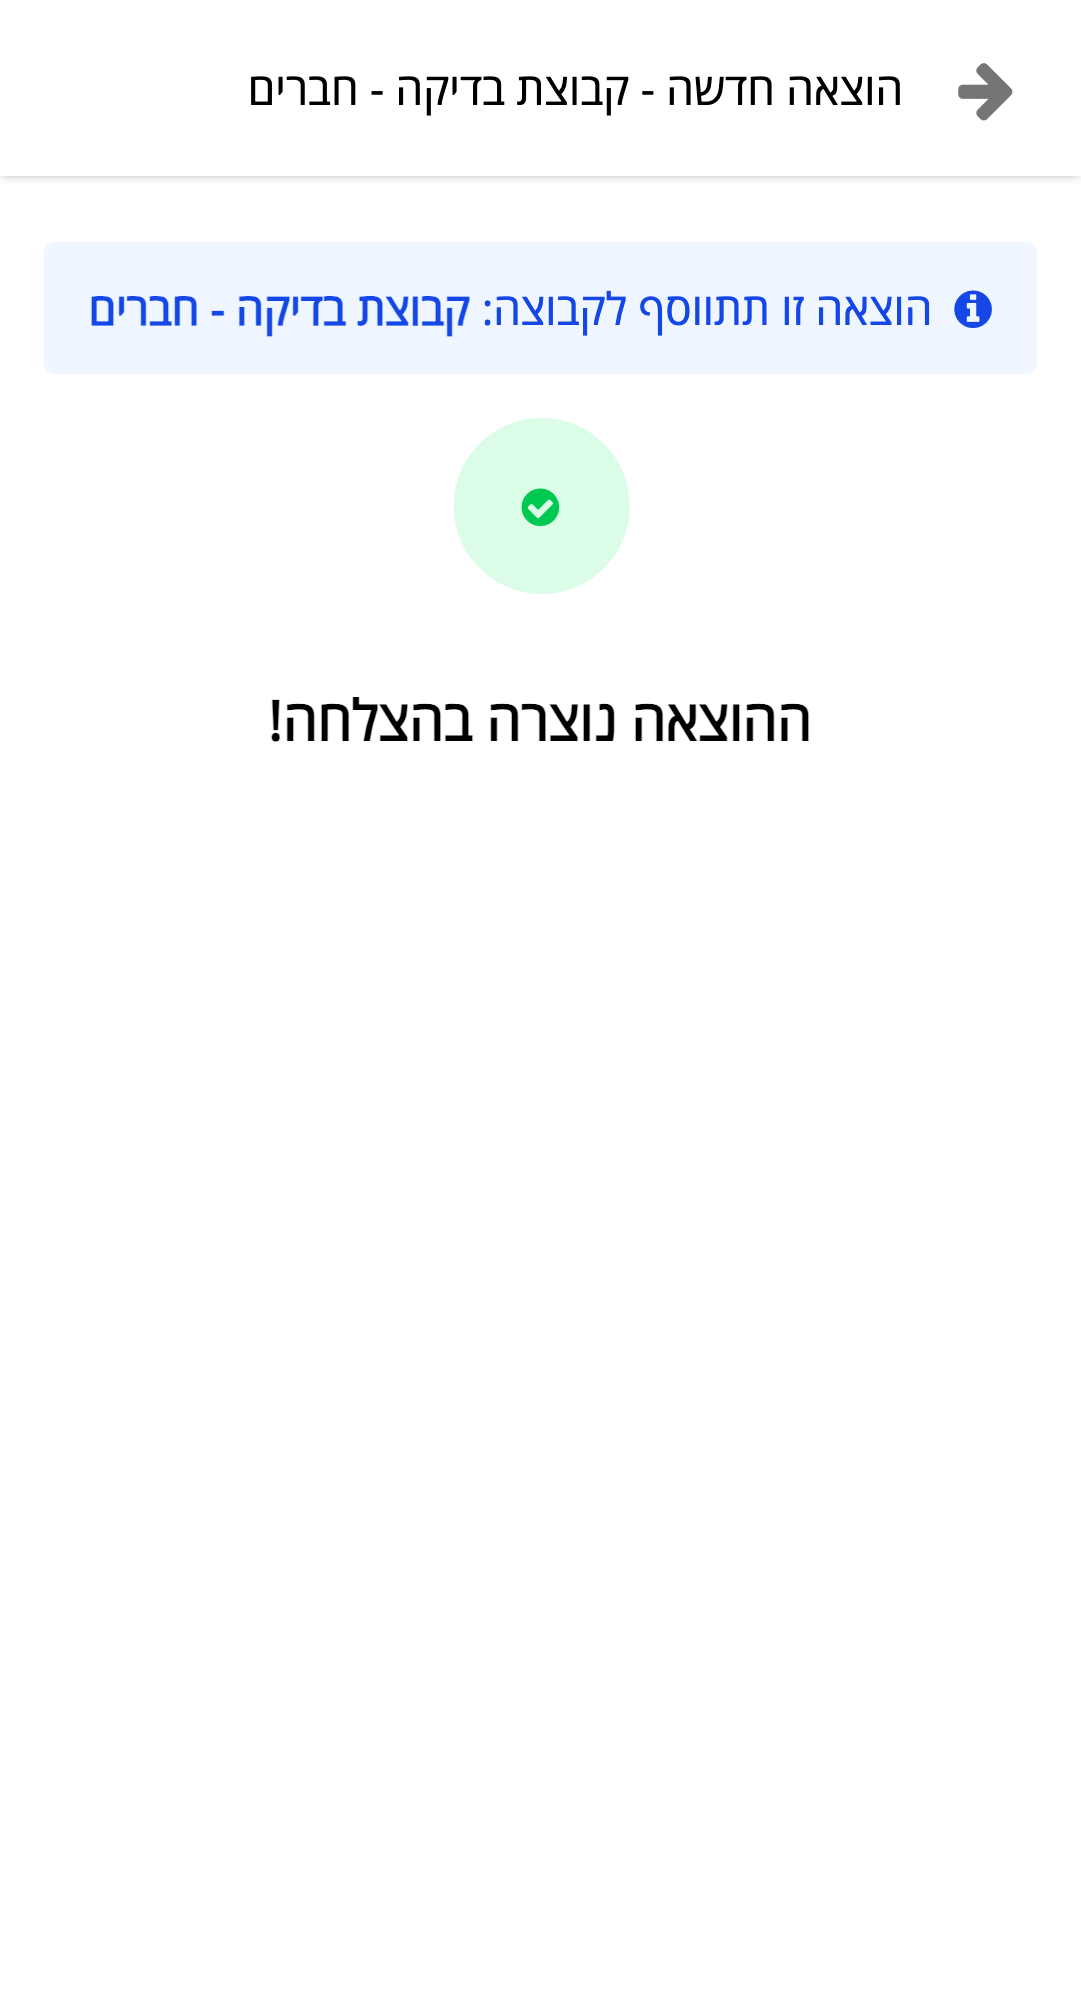 הוצאה חדשה - קבוצת בדיקה - חברים
הוצאה זו תתווסף לקבוצה: קבוצת בדיקה - חברים
ההוצאה נוצרה בהצלחה!